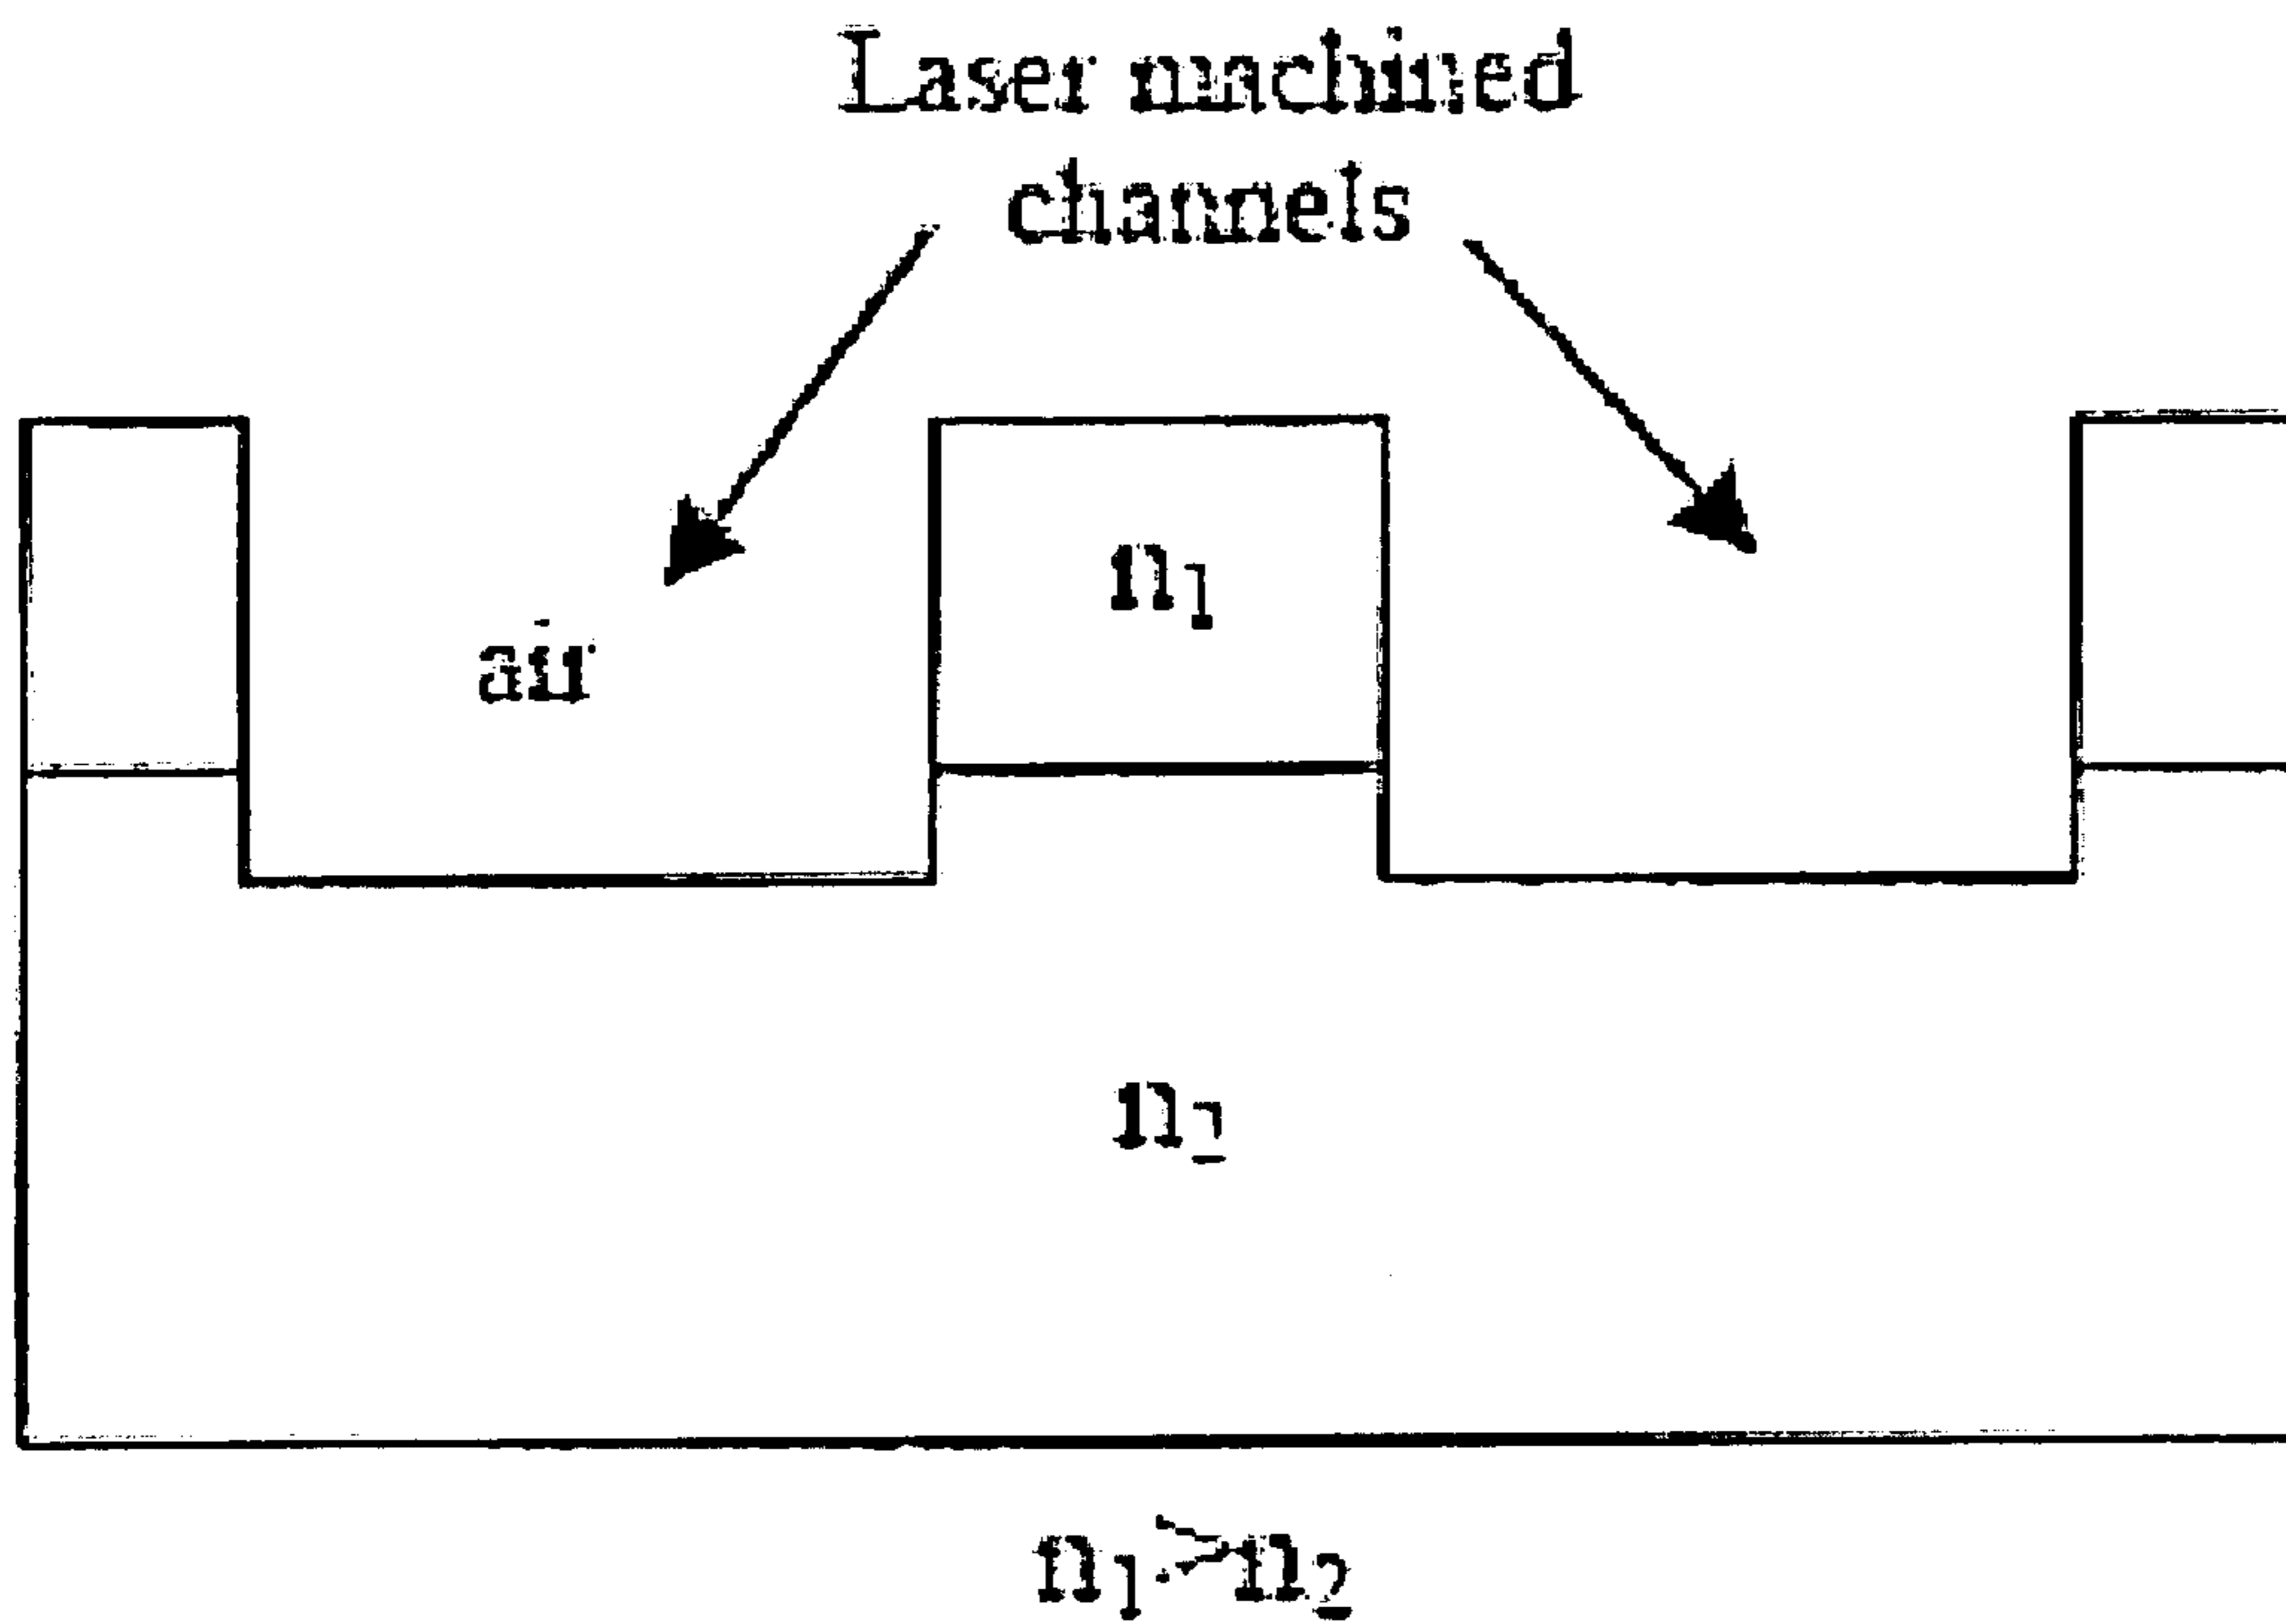 Laser machined
channels
n₁
air
n₂
n₁>n₂